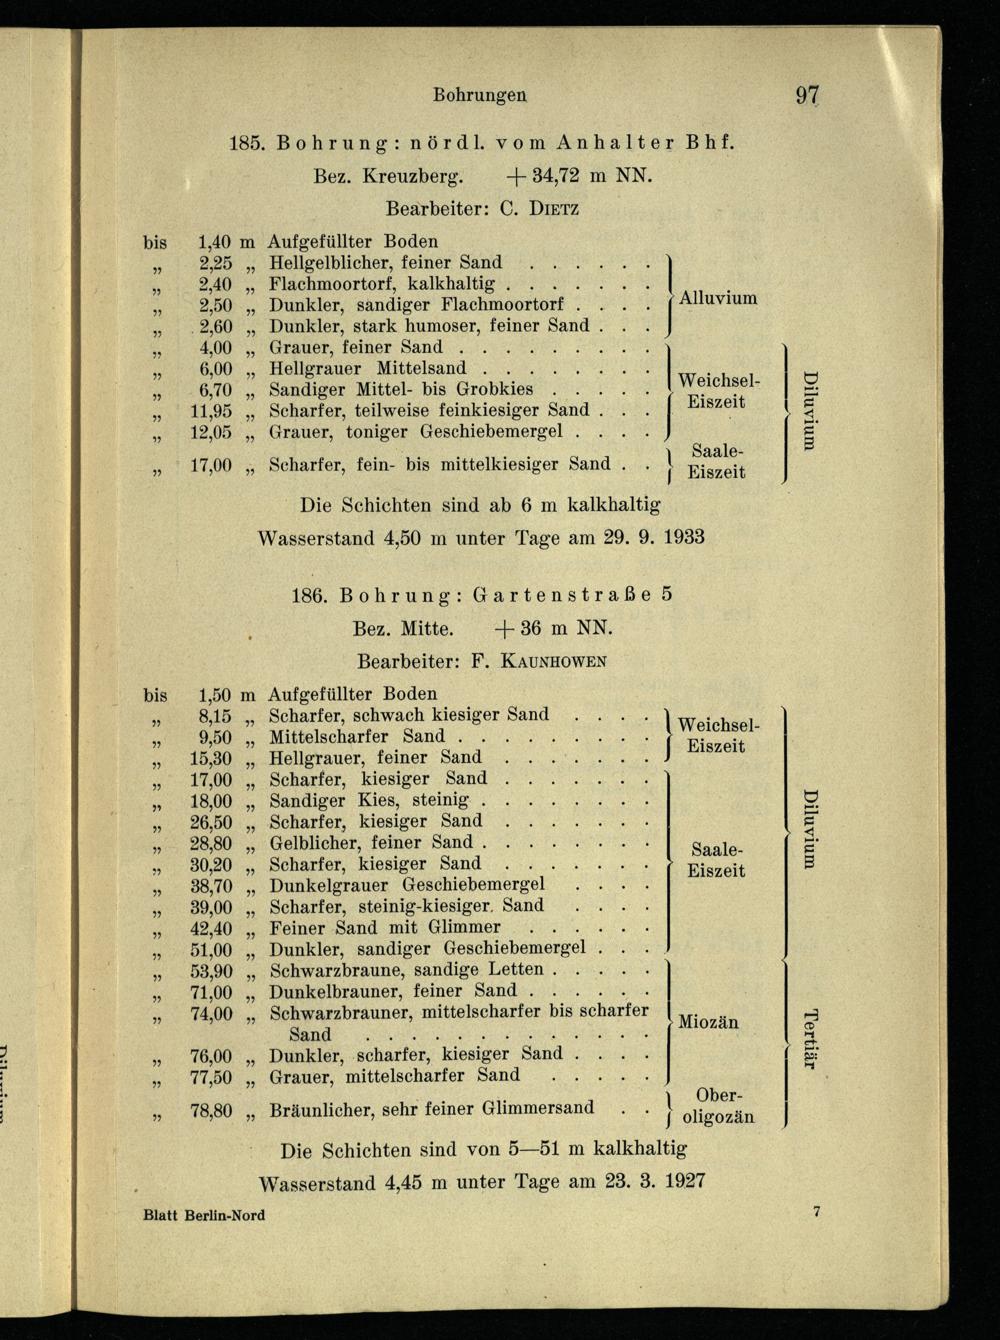 Bohrungen 97
185. Bohrung: nördl. vom Anhalter Bhf.
Bez. Kreuzberg. + 34,72 m NN.
Bearbeiter: C. DIETZ
bis 1,40 m Aufgefüllter Boden
„ 2,25 „ Hellgelblicher, feiner Sand . . . . . .
„ 2,40 „ Flachmoortorf, kalkhaltig . . . . . . .
„ 2,50 „ Dunkler, sandiger Flachmoortorf . . . . Alluvium
„ 2,60 „ Dunkler, stark humoser, feiner Sand . . .
„ 4,00 „ Grauer, feiner Sand . . . . . . . . .
„ 6,00 „ Hellgrauer Mittelsand . . . . . . . .
„ 6,70 „ Sandiger Mittel- bis Grobkies . . . . . Weichsel-
„ 11,95 „ Scharfer, teilweise feinkiesiger Sand . . . Eiszeit
„ 12,05 „ Grauer, toniger Geschiebemergel . . . .
„ 17,00 „ Scharfer, fein- bis mittelkiesiger Sand . . Saale-
Eiszeit
Diluvium
Die Schichten sind ab 6 m kalkhaltig
Wasserstand 4,50 m unter Tage am 29. 9. 1933
186. Bohrung: Gartenstraße 5
Bez. Mitte. + 36 m NN.
Bearbeiter: F. KAUNHOWEN
bis 1,50 m Aufgefüllter Boden
„ 8,15 „ Scharfer, schwach kiesiger Sand . . . . Weichsel-
„ 9,50 „ Mittelscharfer Sand . . . . . . . . . Eiszeit
„ 15,30 „ Hellgrauer, feiner Sand . . . . . . .
„ 17,00 „ Scharfer, kiesiger Sand . . . . . . .
„ 18,00 „ Sandiger Kies, steinig . . . . . . . .
„ 26,50 „ Scharfer, kiesiger Sand . . . . . . .
„ 28,80 „ Gelblicher, feiner Sand . . . . . . . . Saale-
„ 30,20 „ Scharfer, kiesiger Sand . . . . . . . Eiszeit
„ 38,70 „ Dunkelgrauer Geschiebemergel . . . .
„ 39,00 „ Scharfer, steinig-kiesiger Sand . . . .
„ 42,40 „ Feiner Sand mit Glimmer . . . . . .
„ 51,00 „ Dunkler, sandiger Geschiebemergel . . .
Diluvium
„ 53,90 „ Schwarzbraune, sandige Letten . . . . .
„ 71,00 „ Dunkelbrauner, feiner Sand . . . . . .
„ 74,00 „ Schwarzbrauner, mittelscharfer bis scharfer
Sand . . . . . . . . . . . . . Miozän
„ 76,00 „ Dunkler, scharfer, kiesiger Sand . . . .
„ 77,50 „ Grauer, mittelscharfer Sand . . . . .
„ 78,80 „ Bräunlicher, sehr feiner Glimmersand . . Ober-
oligozän
Tertiär
Die Schichten sind von 5—51 m kalkhaltig
Wasserstand 4,45 m unter Tage am 23. 3. 1927
Blatt Berlin-Nord 7